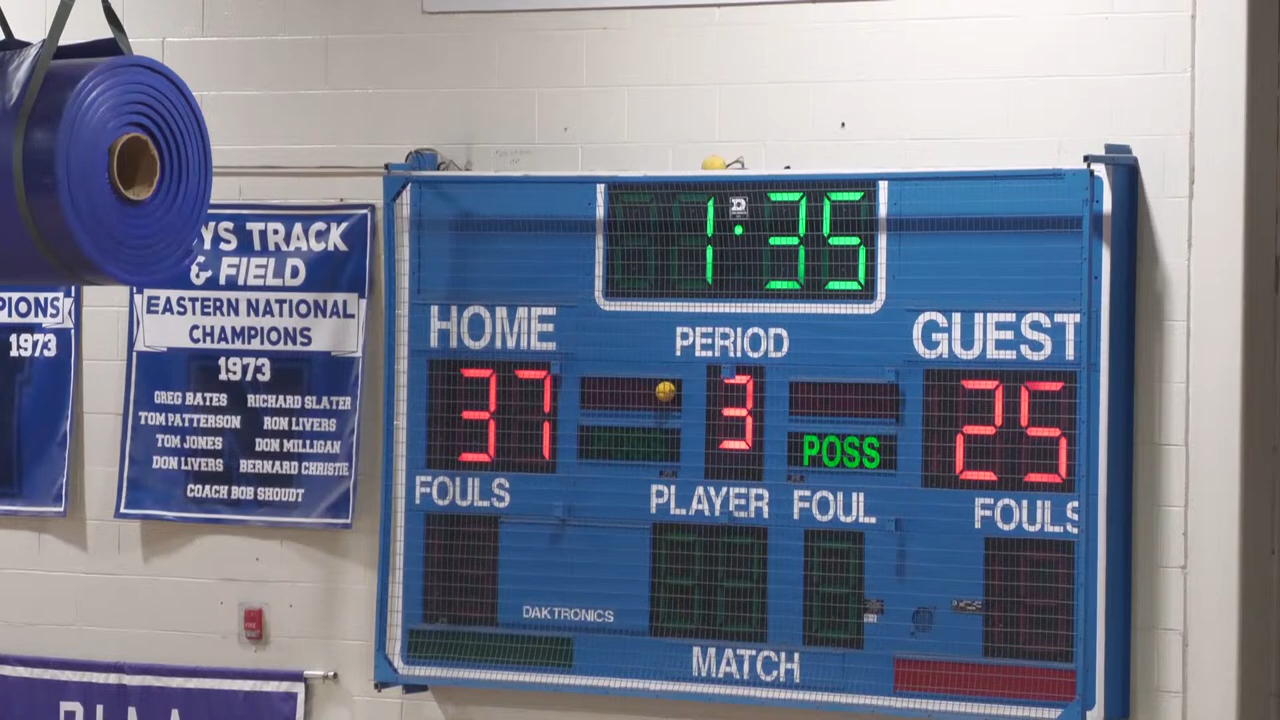 PIONS
1973
YS TRACK
& FIELD
EASTERN NATIONAL
CHAMPIONS
1973
GREG BATES RICHARD SLATER
TOM PATTERSON RON LIVERS
TOM JONES DON MILLIGAN
DON LIVERS BERNARD CHRISTIE
COACH BOB SHOUDT
1:35
HOME PERIOD GUEST
37 3 25
POSS
FOULS PLAYER FOUL FOULS
DAKTRONICS
MATCH